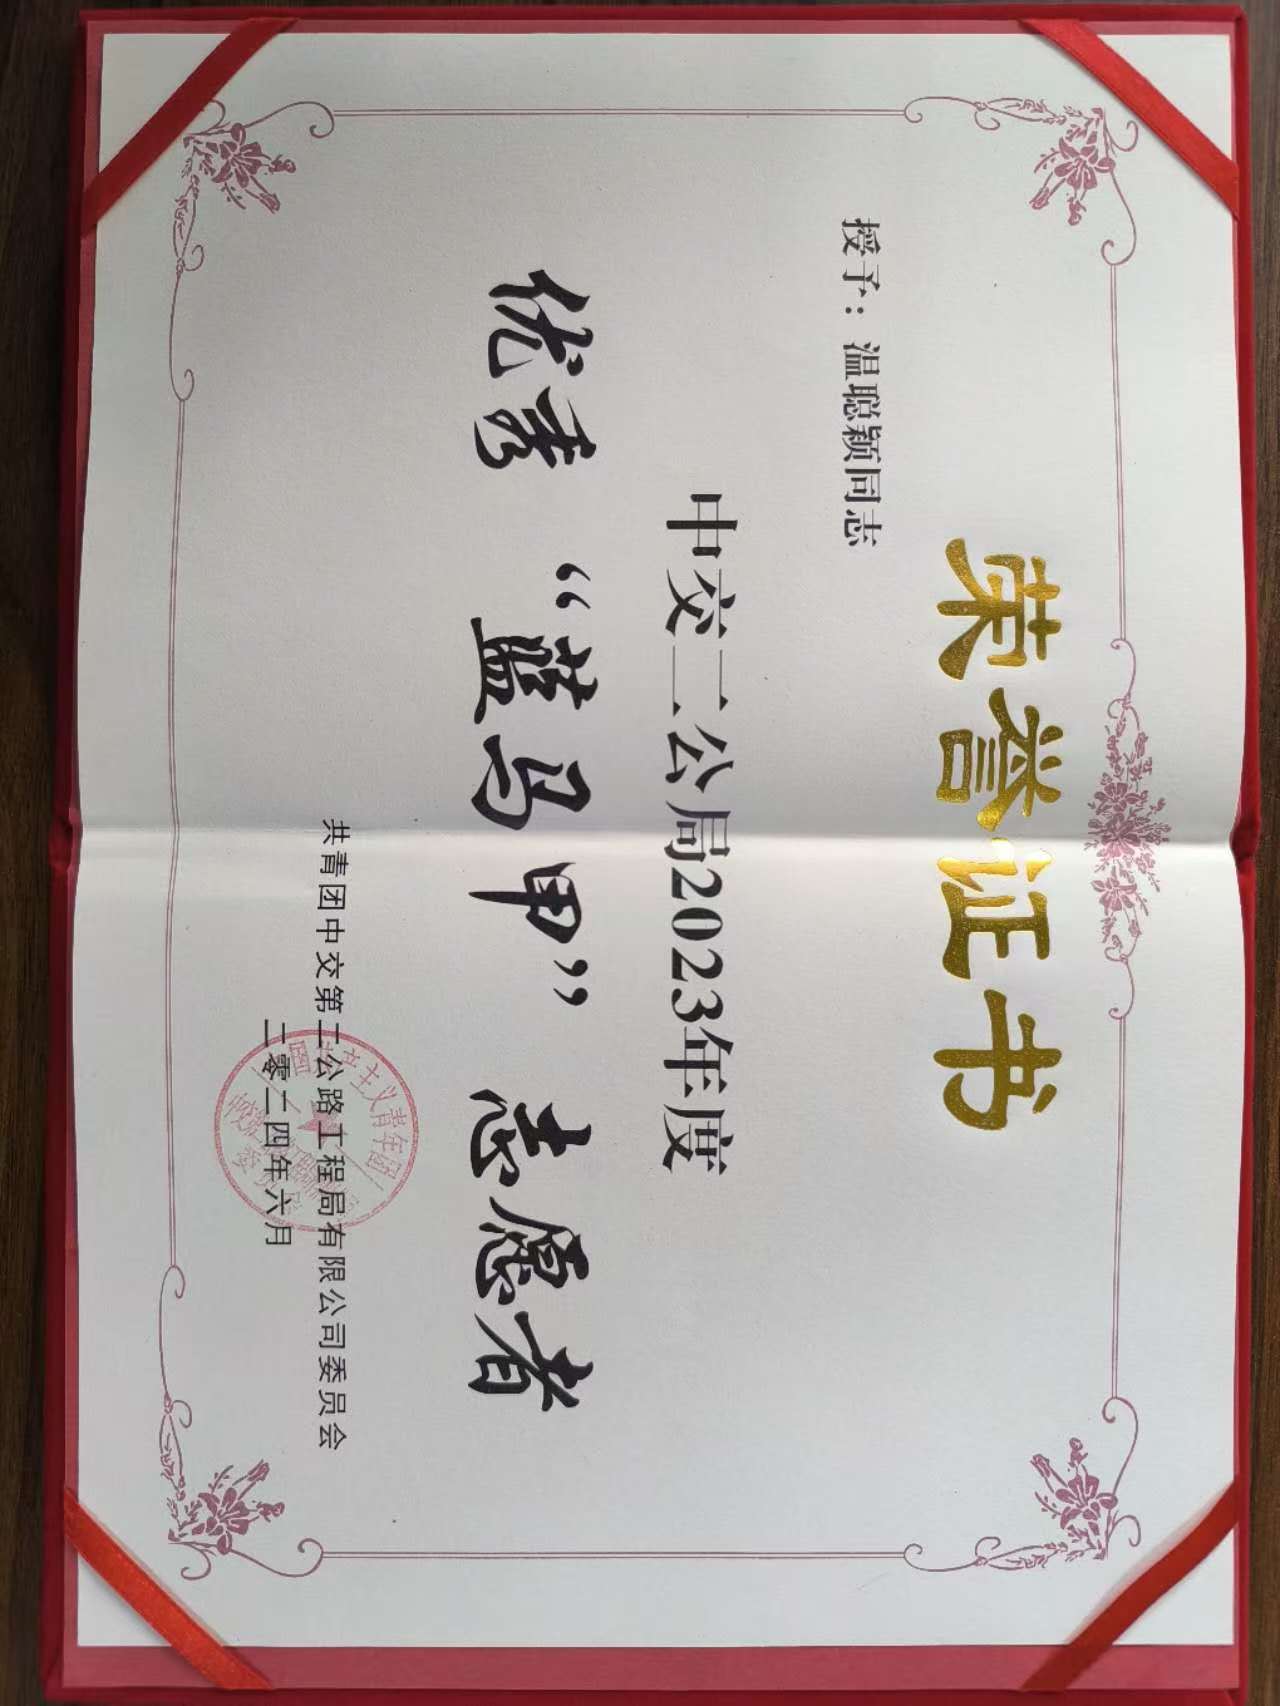 荣誉证书
授予：温聪颖同志
中交二公局2023年度
优秀“蓝马甲”志愿者
共青团中交第二公路工程局有限公司委员会
二零二四年六月